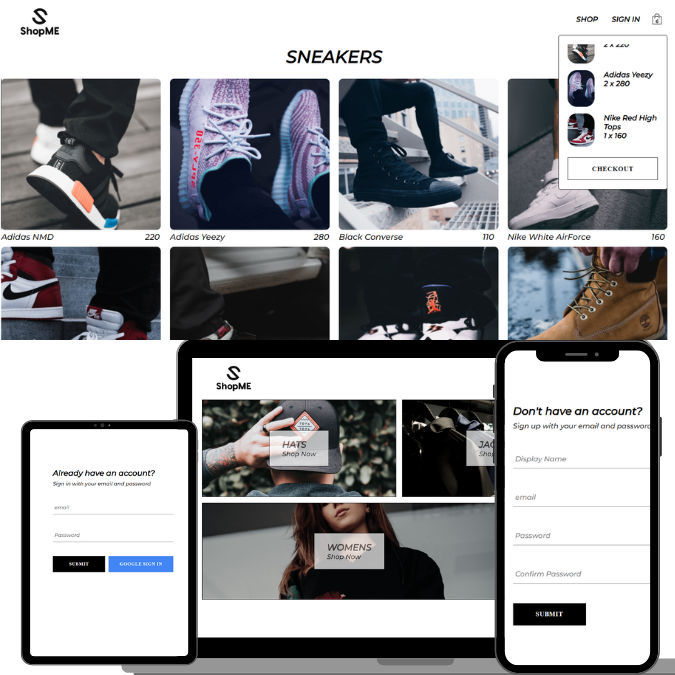 ShopME
SHOP SIGN IN
6
SNEAKERS
2 x 220
Adidas Yeezy
2 x 280
Nike Red High
Tops
1 x 160
CHECKOUT
Adidas NMD 220
Adidas Yeezy 280
Black Converse 110
Nike White AirForce 160
ShopME
HATS
Shop Now
JAC
Shop
WOMENS
Shop Now
Already have an account?
Sign in with your email and password
email
Password
SUBMIT
GOOGLE SIGN IN
Don't have an account?
Sign up with your email and password
Display Name
email
Password
Confirm Password
SUBMIT